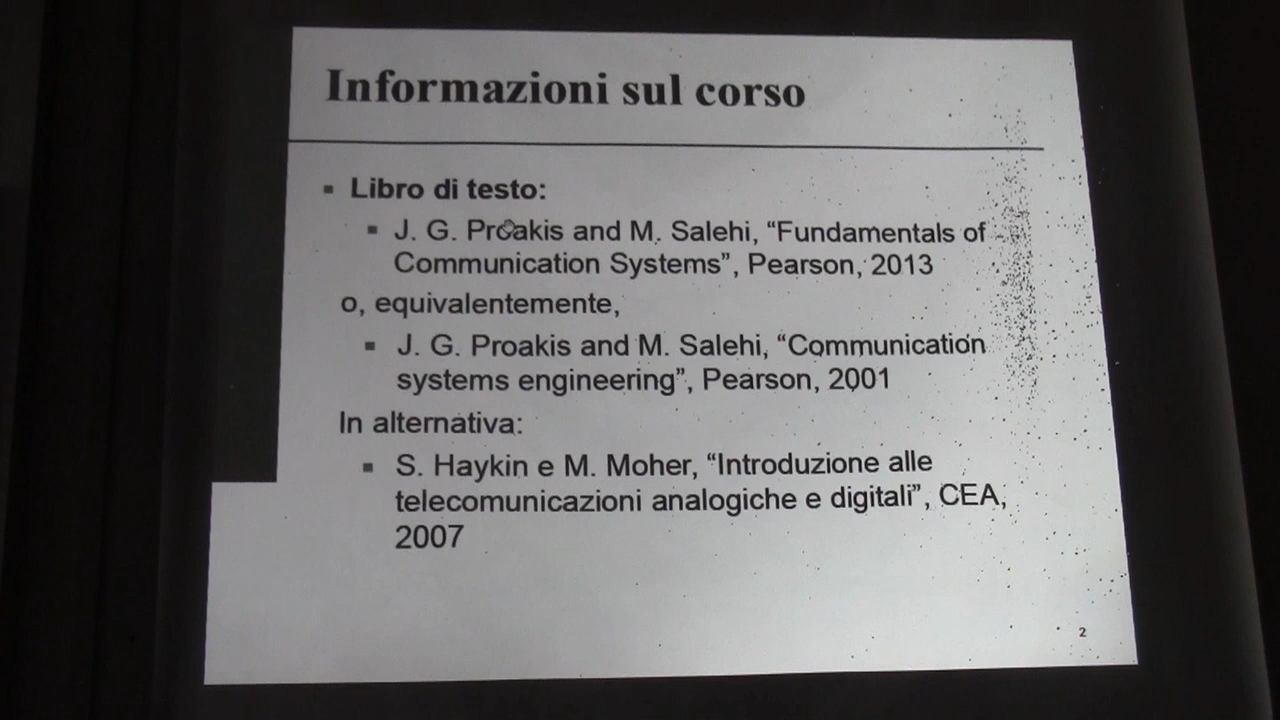 Informazioni sul corso
▪ Libro di testo:
▪ J. G. Proakis and M. Salehi, “Fundamentals of
Communication Systems”, Pearson, 2013
o, equivalentemente,
▪ J. G. Proakis and M. Salehi, “Communication
systems engineering”, Pearson, 2001
In alternativa:
▪ S. Haykin e M. Moher, “Introduzione alle
telecomunicazioni analogiche e digitali”, CEA,
2007
2